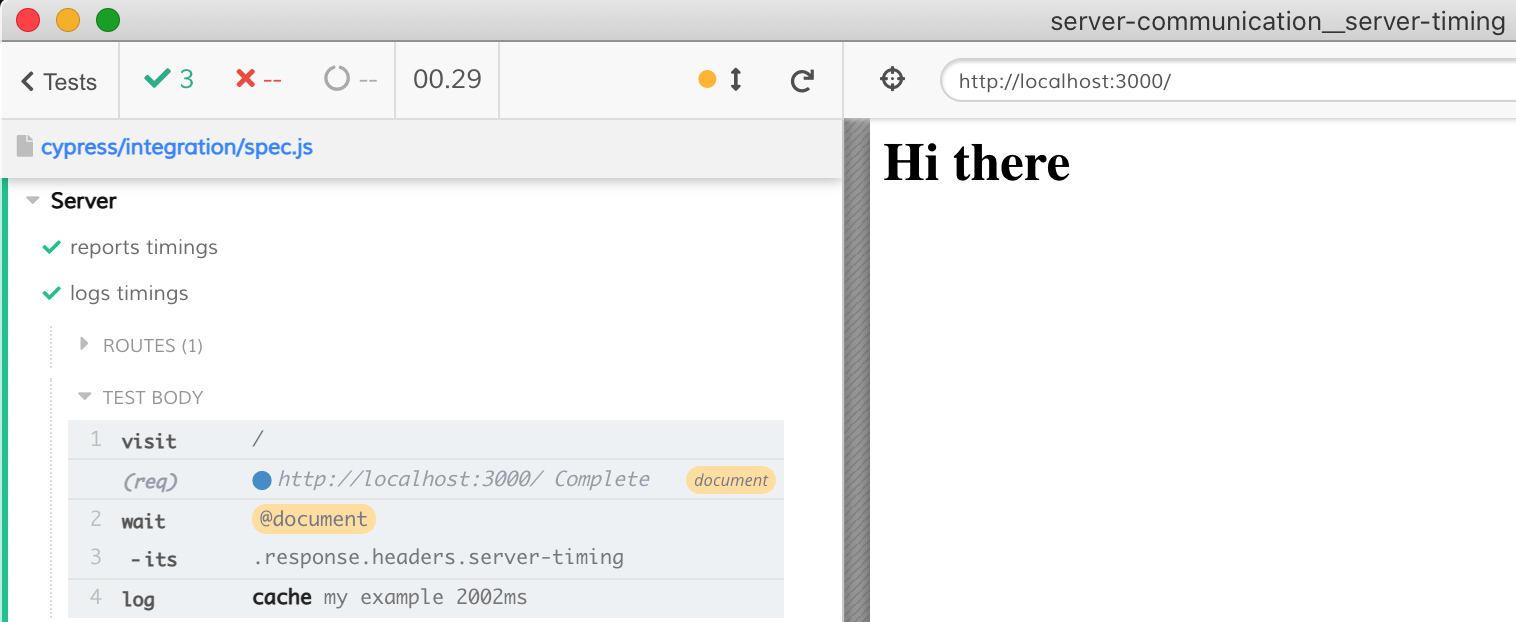 server-communication__server-timing
Tests 3 -- -- 00.29
http://localhost:3000/
cypress/integration/spec.js
Hi there
Server
reports timings
logs timings
ROUTES (1)
TEST BODY
1 visit /
(req) http://localhost:3000/ Complete document
2 wait @document
3 -its .response.headers.server-timing
4 log cache my example 2002ms